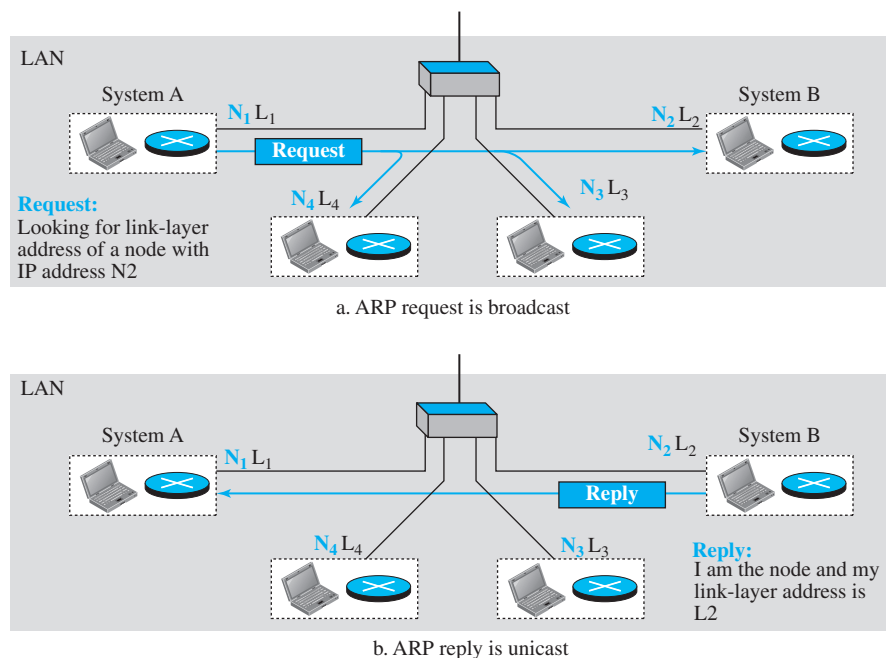 LAN
System A
System B
N1 L1
N2 L2
Request
N4 L4
N3 L3
Request:
Looking for link-layer
address of a node with
IP address N2
a. ARP request is broadcast
LAN
System A
System B
N1 L1
N2 L2
Reply
N4 L4
N3 L3
Reply:
I am the node and my
link-layer address is
L2
b. ARP reply is unicast